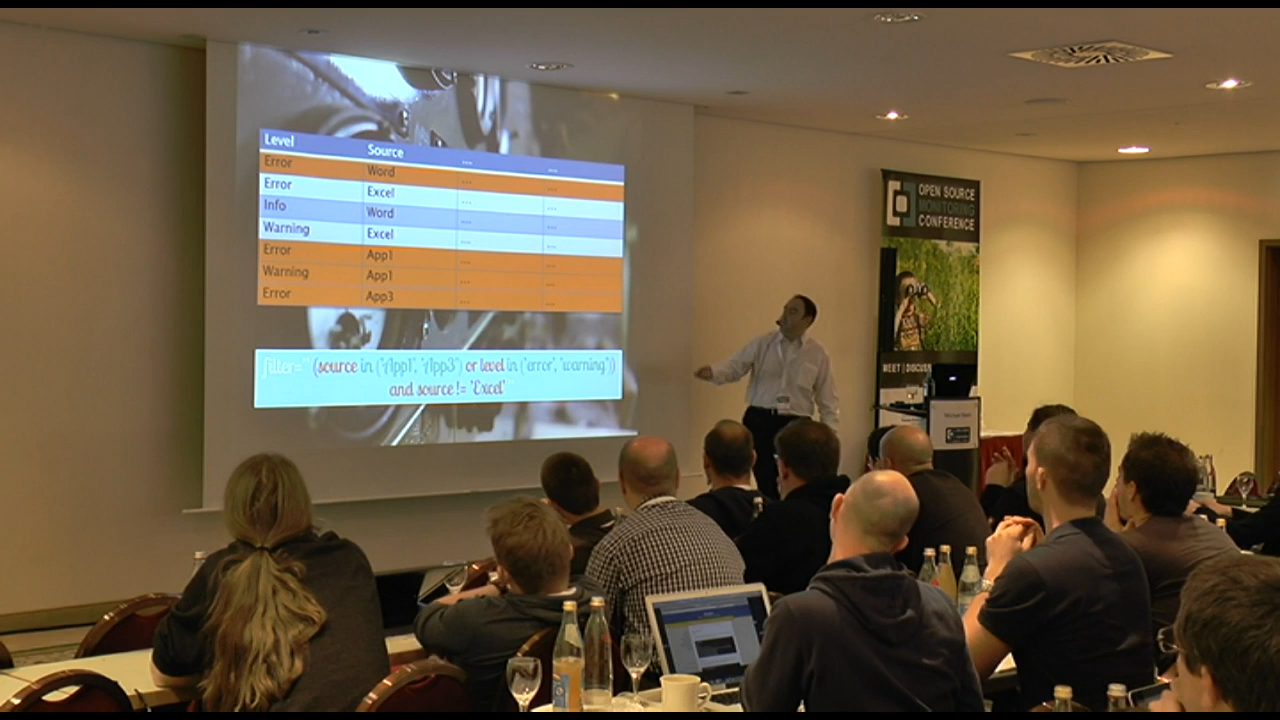 Level Source ... ...
Error Word ... ...
Error Excel ... ...
Info Word ... ...
Warning Excel ... ...
Error App1 ... ...
Warning App1 ... ...
Error App3 ... ...
filter=" (source in ('App1', 'App3') or level in ('error', 'warning'))
and source != 'Excel' "
OPEN SOURCE
MONITORING
CONFERENCE
MEET | DISCUSS